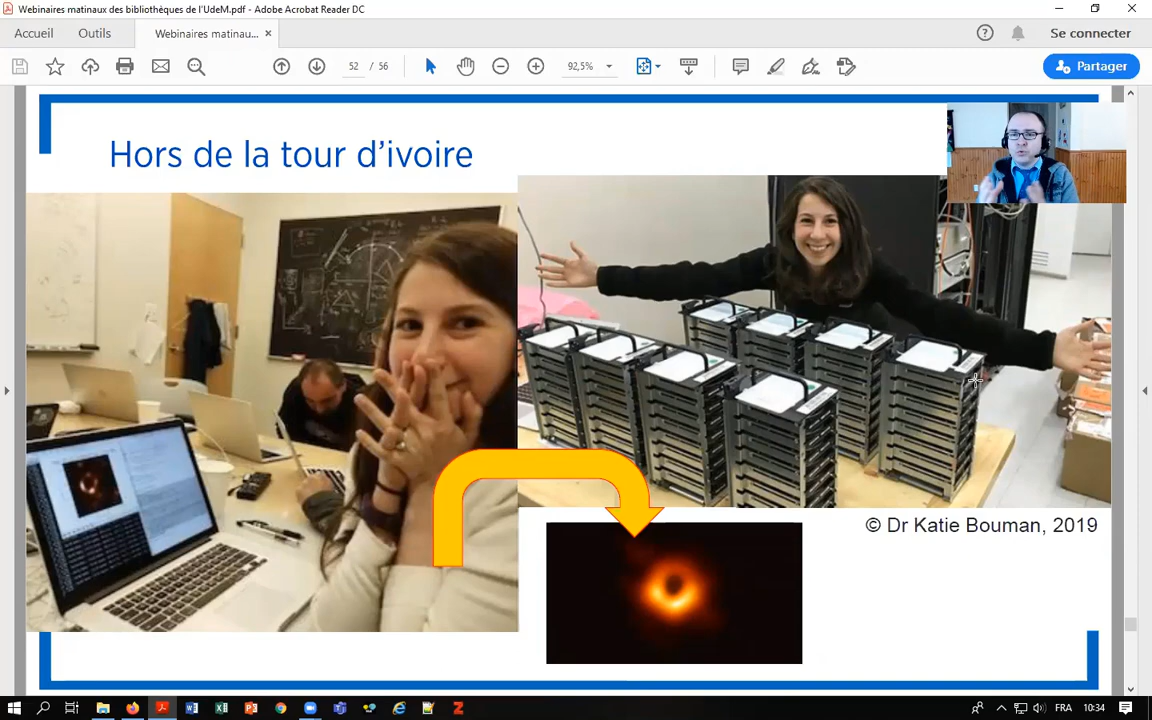 Webinaires matinaux des bibliothèques de l'UdeM.pdf - Adobe Acrobat Reader DC
Accueil
Outils
Webinaires matinau...
Se connecter
52 / 56
92,5%
Partager
Hors de la tour d'ivoire
© Dr Katie Bouman, 2019
FRA
10:34